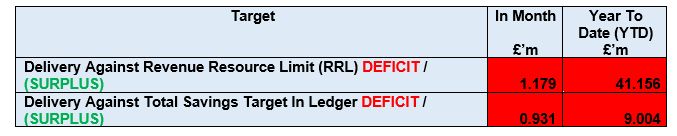 Target In Month Year To
Date (YTD)
£'m £'m
Delivery Against Revenue Resource Limit (RRL) DEFICIT /
(SURPLUS) 1.179 41.156
Delivery Against Total Savings Target In Ledger DEFICIT /
(SURPLUS) 0.931 9.004